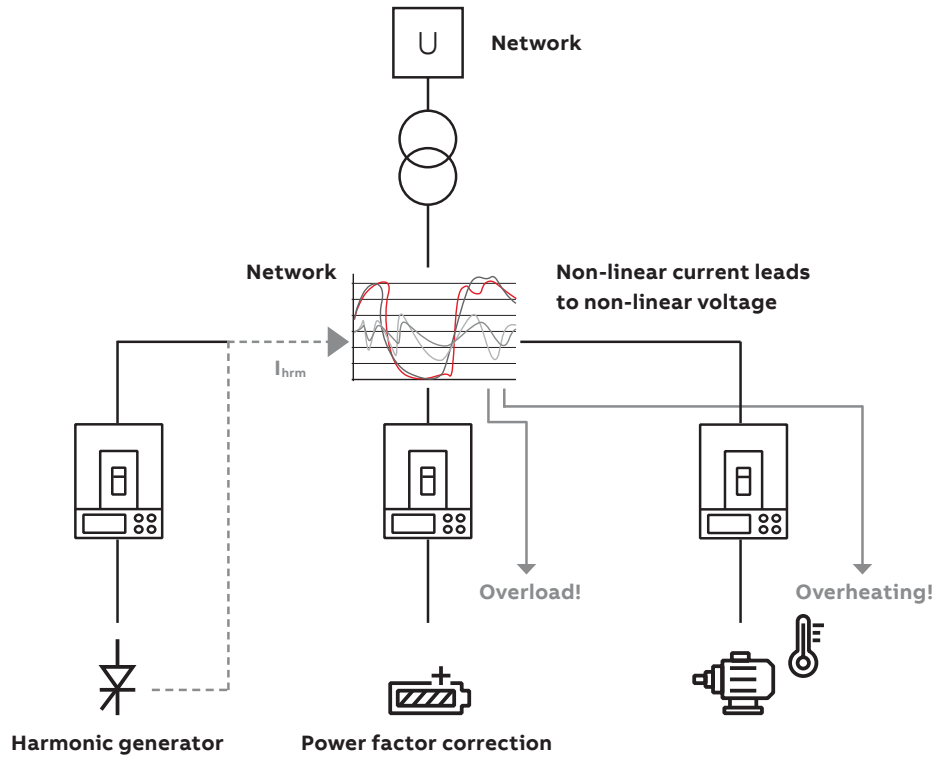 U
Network
Network
Non-linear current leads
to non-linear voltage
Ihrm
Overload!
Overheating!
Harmonic generator
Power factor correction